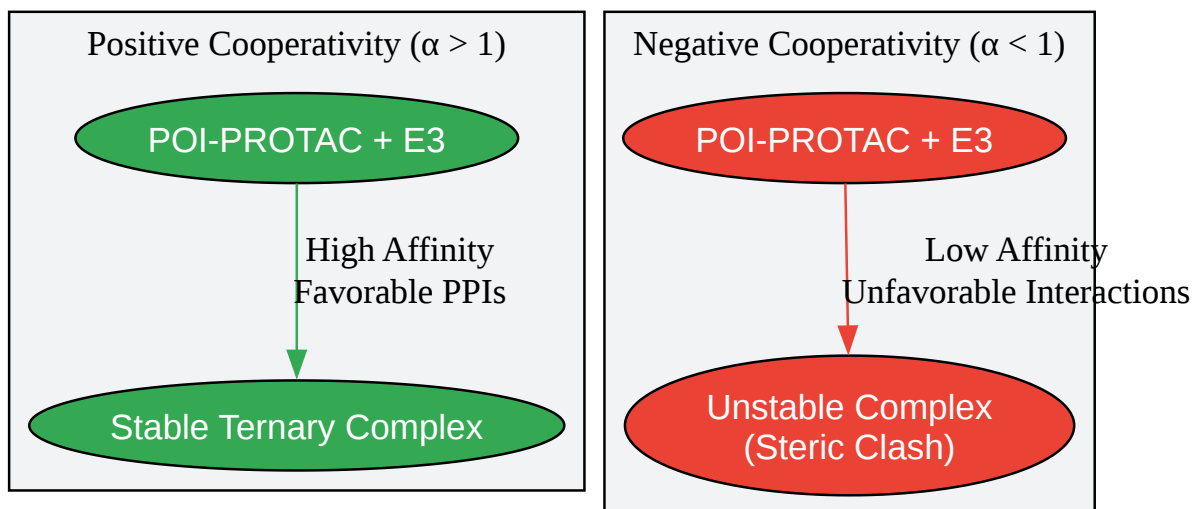 Positive Cooperativity (α > 1)
POI-PROTAC + E3
High Affinity
Favorable PPIs
Stable Ternary Complex
Negative Cooperativity (α < 1)
POI-PROTAC + E3
Low Affinity
Unfavorable Interactions
Unstable Complex
(Steric Clash)